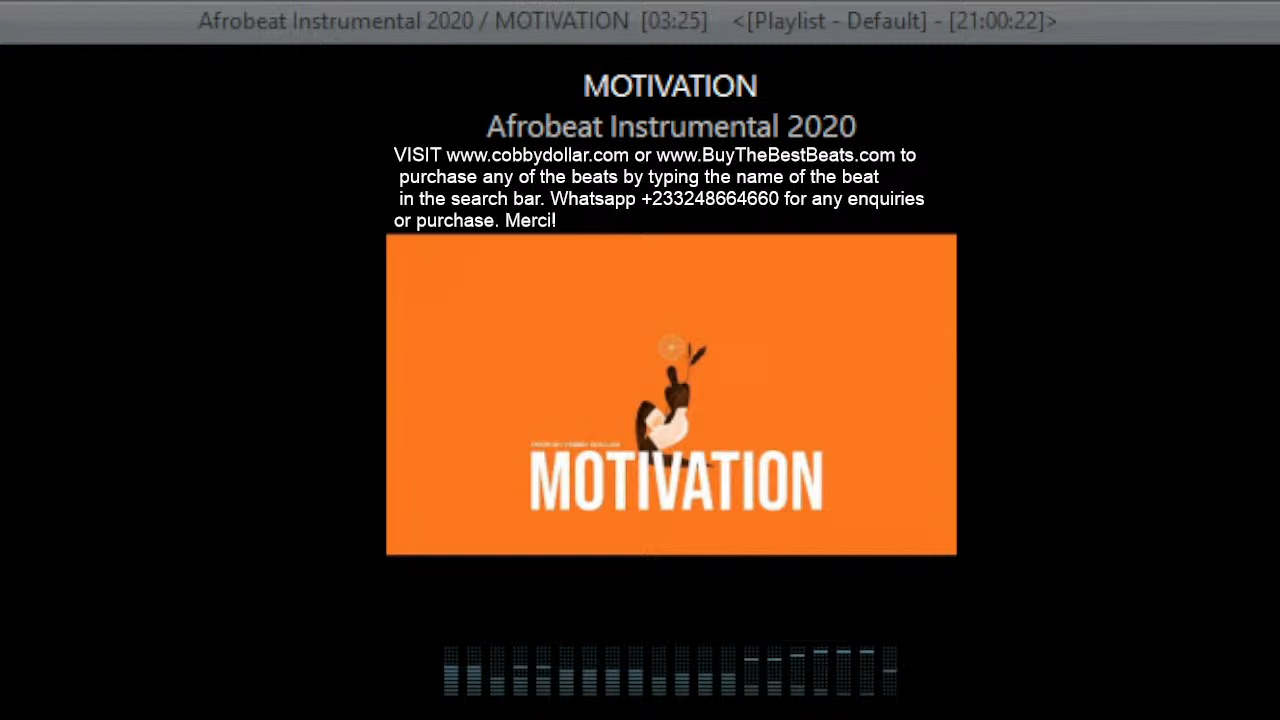 Afrobeat Instrumental 2020 / MOTIVATION [03:25] <[Playlist - Default] - [21:00:22]>
MOTIVATION
Afrobeat Instrumental 2020
VISIT www.cobbydollar.com or www.BuyTheBestBeats.com to
purchase any of the beats by typing the name of the beat
in the search bar. Whatsapp +233248664660 for any enquiries
or purchase. Merci!
MOTIVATION